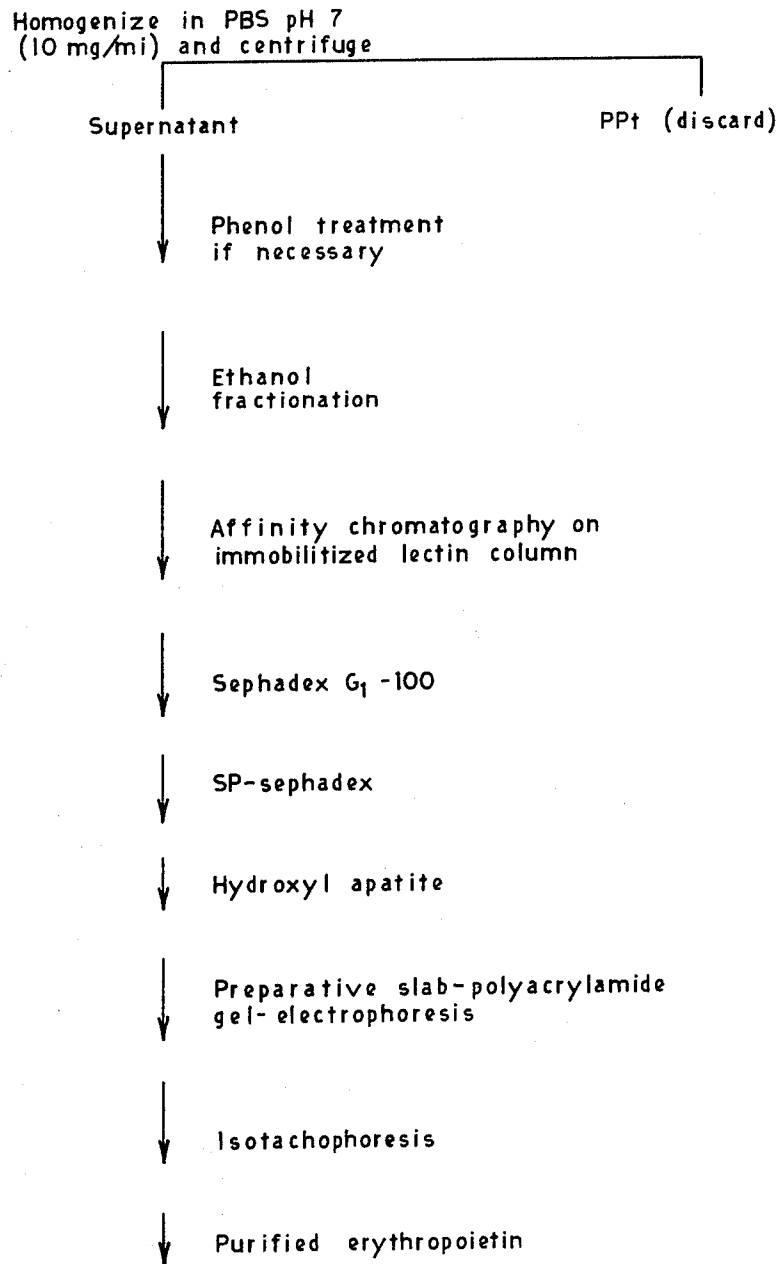 Homogenize in PBS pH 7
(10 mg/mi) and centrifuge
Supernatant
PPt (discard)
Phenol treatment
if necessary
Ethanol
fractionation
Affinity chromatography on
immobilitized lectin column
Sephadex G1 -100
SP-sephadex
Hydroxyl apatite
Preparative slab-polyacrylamide
gel-electrophoresis
Isotachophoresis
Purified erythropoietin